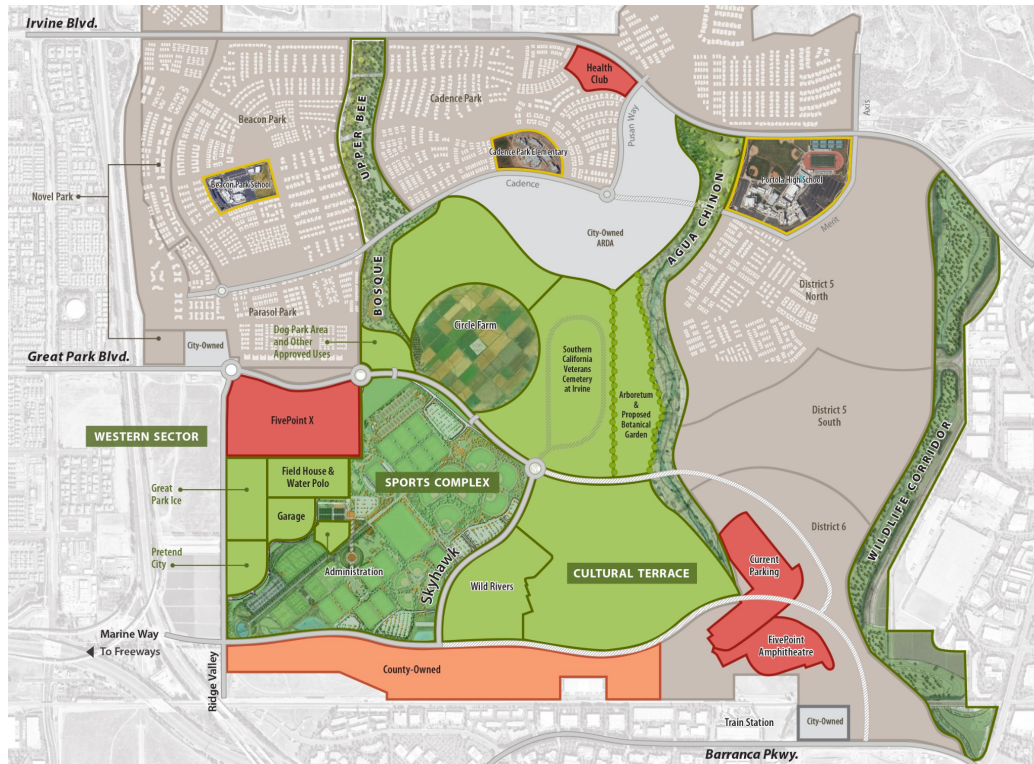 Irvine Blvd.
Health
Club
UPPER BEE
Cadence Park
Beacon Park
Pusan Way
Axis
Cadence Park Elementary
Beacon Park School
Portola High School
Novel Park
Cadence
AGUA CHINON
Merit
City-Owned
ARDA
BOSQUE
District 5
North
Parasol Park
Circle Farm
Dog Park Area
and Other
Approved Uses
City-Owned
Great Park Blvd.
Southern
California
Veterans
Cemetery
at Irvine
Arboretum
& Proposed
Botanical
Garden
District 5
South
FivePoint X
WESTERN SECTOR
WILDLIFE CORRIDOR
Field House &
Water Polo
SPORTS COMPLEX
Great
Park Ice
Garage
District 6
Pretend
City
Administration
Skyhawk
Wild Rivers
CULTURAL TERRACE
Current
Parking
Marine Way
To Freeways
FivePoint
Amphitheatre
County-Owned
Ridge Valley
Train Station
City-Owned
Barranca Pkwy.